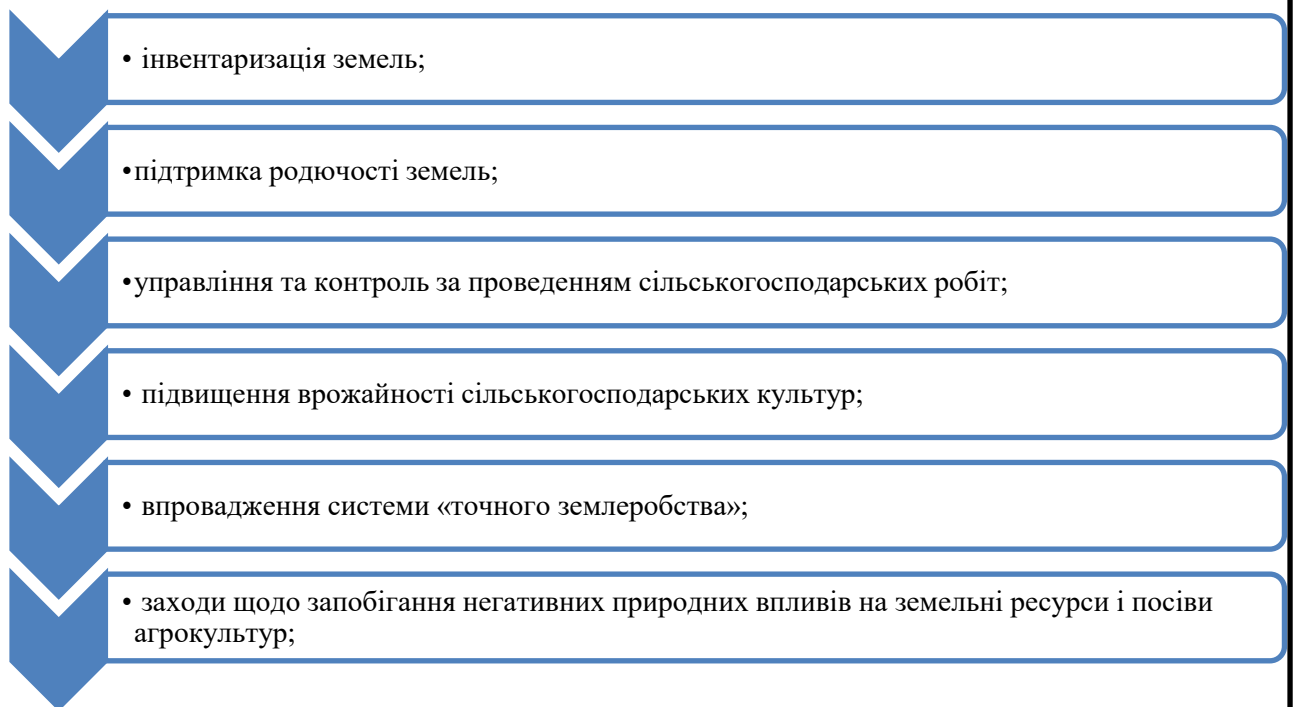 • інвентаризація земель;
•підтримка родючості земель;
•управління та контроль за проведенням сільськогосподарських робіт;
• підвищення врожайності сільськогосподарських культур;
• впровадження системи «точного землеробства»;
• заходи щодо запобігання негативних природних впливів на земельні ресурси і посіви
агрокультур;